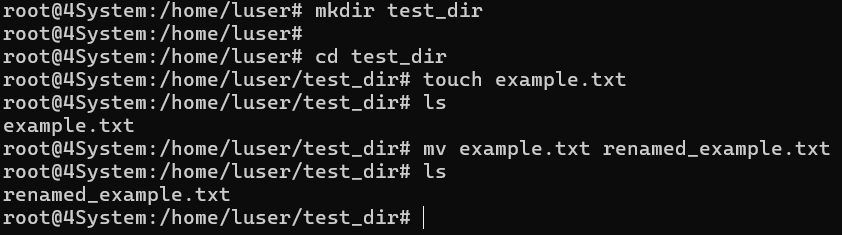 root@4System:/home/luser# mkdir test_dir
root@4System:/home/luser#
root@4System:/home/luser# cd test_dir
root@4System:/home/luser/test_dir# touch example.txt
root@4System:/home/luser/test_dir# ls
example.txt
root@4System:/home/luser/test_dir# mv example.txt renamed_example.txt
root@4System:/home/luser/test_dir# ls
renamed_example.txt
root@4System:/home/luser/test_dir#